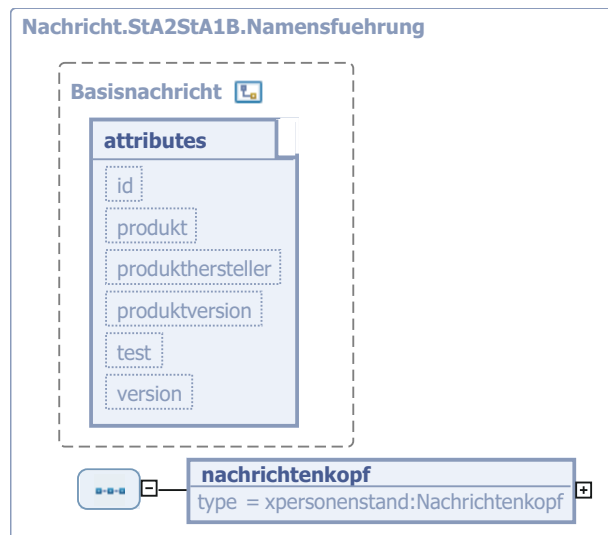 Nachricht.StA2StA1B.Namensfuehrung
Basisnachricht
attributes
id
produkt
produkthersteller
produktversion
test
version
nachrichtenkopf
type = xpersonenstand:Nachrichtenkopf